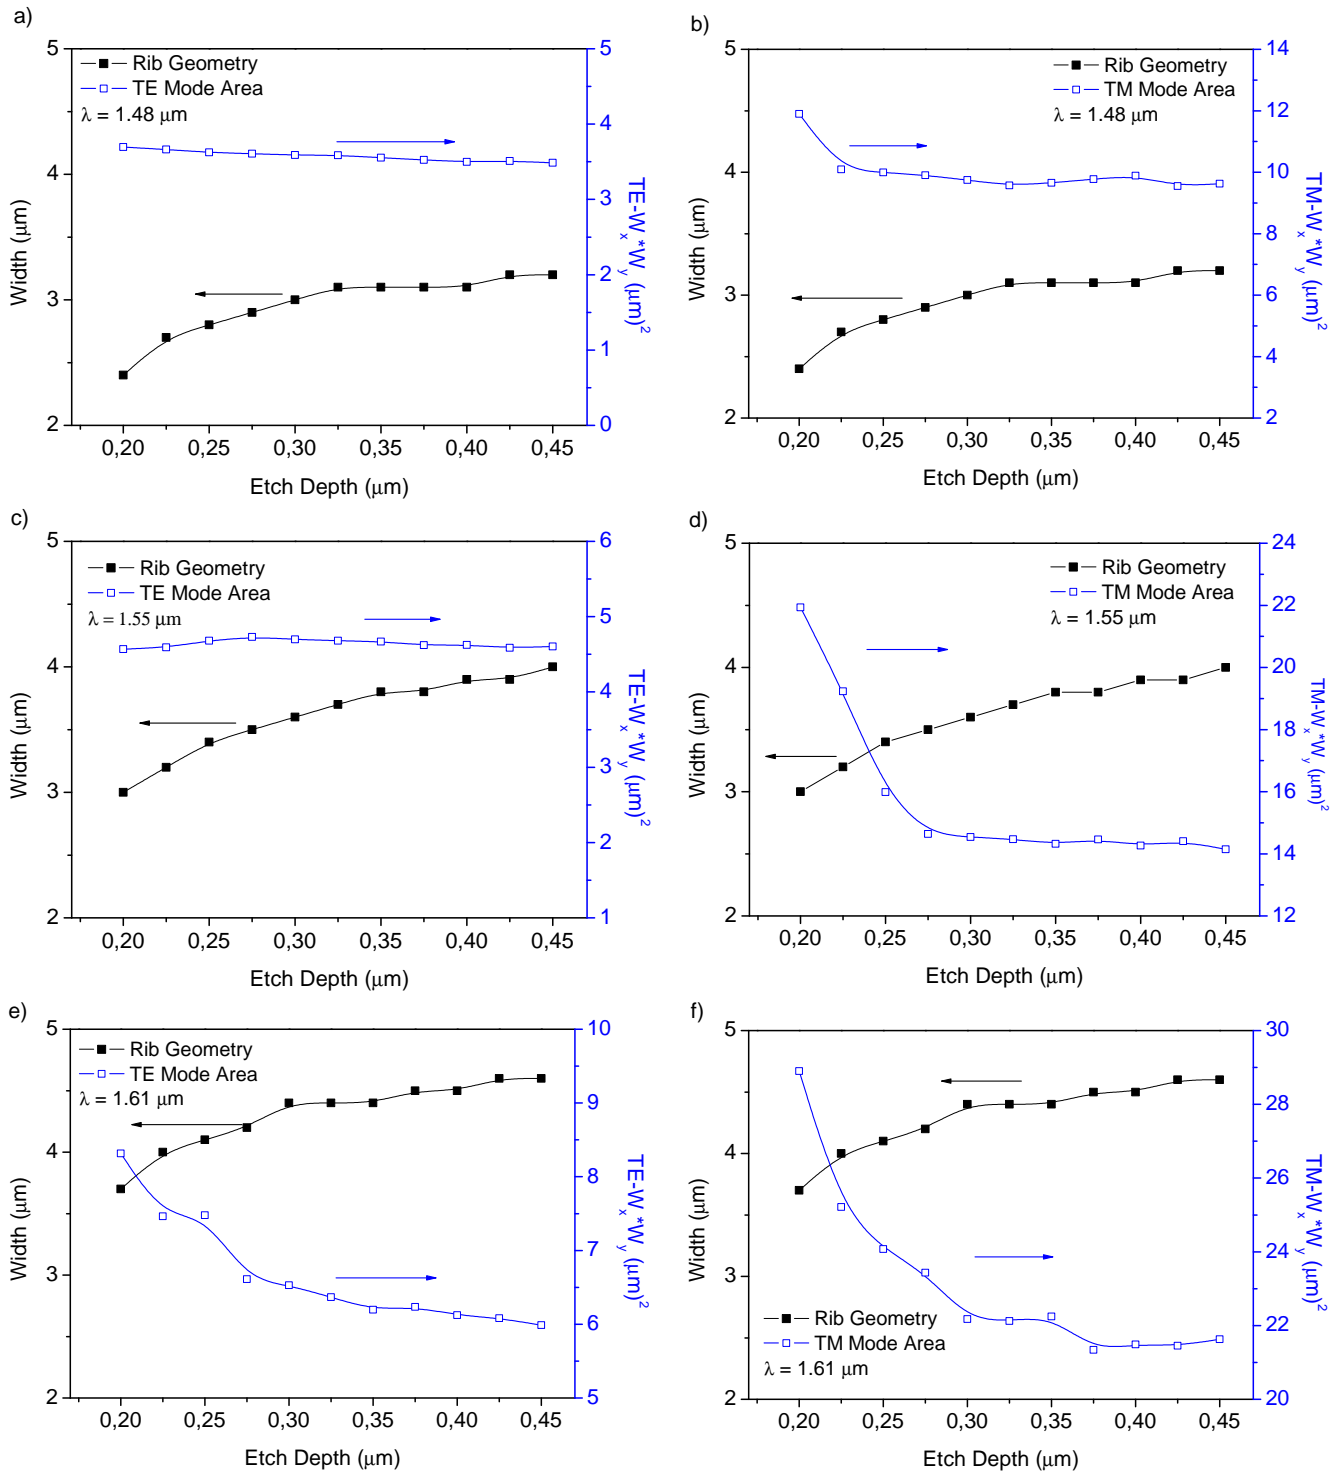 a)
5
4
3
2
Width (μm)
Rib Geometry
TE Mode Area
λ = 1.48 μm
5
4
3
2
1
0
TE-Wx*Wy (μm)2
0,20 0,25 0,30 0,35 0,40 0,45
Etch Depth (μm)
b)
5
4
3
2
Width (μm)
Rib Geometry
TM Mode Area
λ = 1.48 μm
14
12
10
8
6
4
2
TM-Wx*Wy (μm)2
0,20 0,25 0,30 0,35 0,40 0,45
Etch Depth (μm)
c)
5
4
3
2
Width (μm)
Rib Geometry
TE Mode Area
λ = 1.55 μm
6
5
4
3
2
1
TE-Wx*Wy (μm)2
0,20 0,25 0,30 0,35 0,40 0,45
Etch Depth (μm)
d)
5
4
3
2
Width (μm)
Rib Geometry
TM Mode Area
λ = 1.55 μm
24
22
20
18
16
14
12
TM-Wx*Wy (μm)2
0,20 0,25 0,30 0,35 0,40 0,45
Etch Depth (μm)
e)
5
4
3
2
Width (μm)
Rib Geometry
TE Mode Area
λ = 1.61 μm
10
9
8
7
6
5
TE-Wx*Wy (μm)2
0,20 0,25 0,30 0,35 0,40 0,45
Etch Depth (μm)
f)
5
4
3
2
Width (μm)
Rib Geometry
TM Mode Area
λ = 1.61 μm
30
28
26
24
22
20
TM-Wx*Wy (μm)2
0,20 0,25 0,30 0,35 0,40 0,45
Etch Depth (μm)